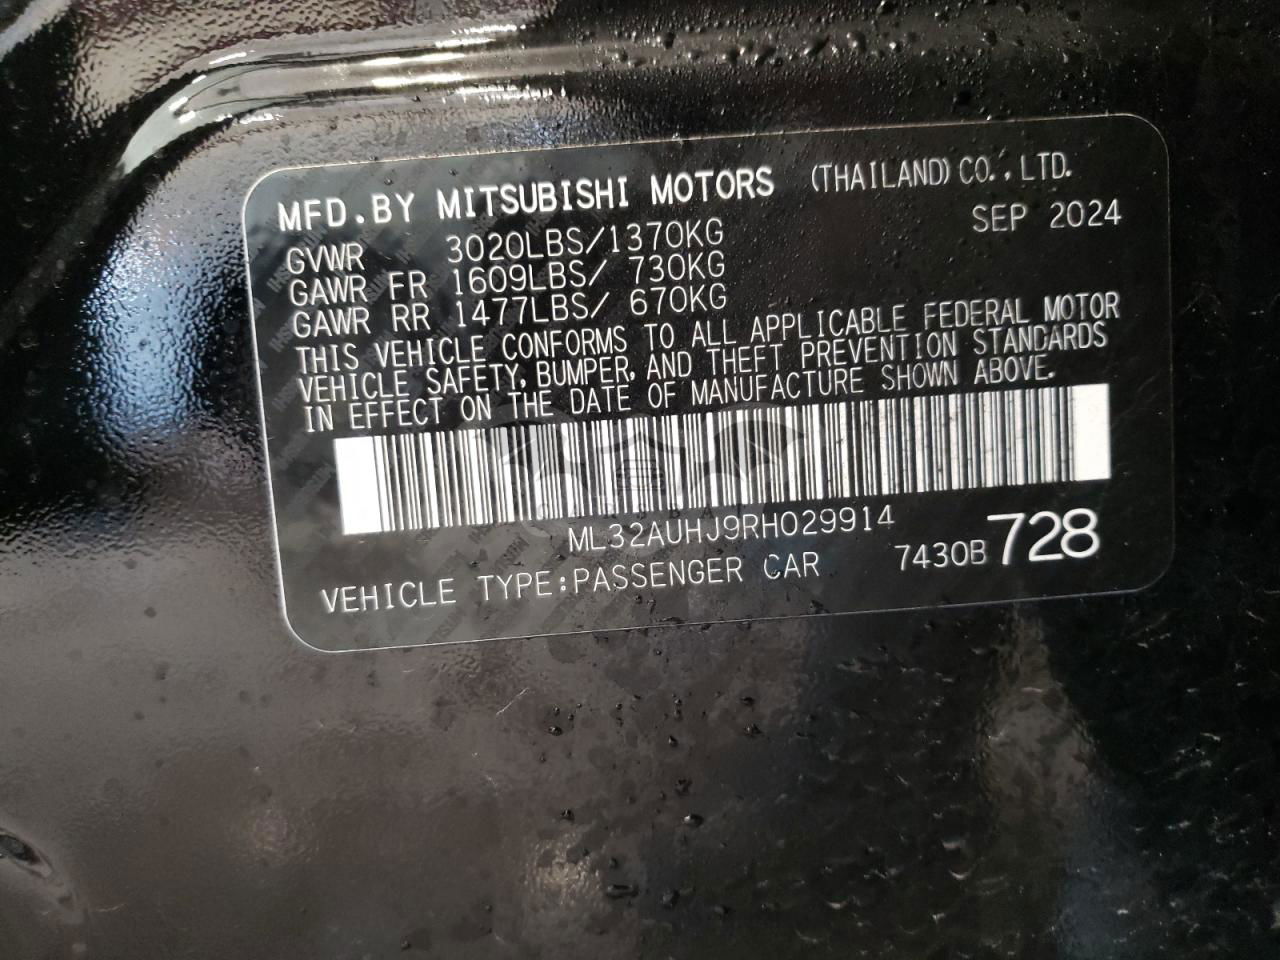 MFD.BY MITSUBISHI MOTORS (THAILAND) CO.,LTD.
SEP 2024
GVWR 3020LBS/1370KG
GAWR FR 1609LBS/ 730KG
GAWR RR 1477LBS/ 670KG
THIS VEHICLE CONFORMS TO ALL APPLICABLE FEDERAL MOTOR
VEHICLE SAFETY, BUMPER, AND THEFT PREVENTION STANDARDS
IN EFFECT ON THE DATE OF MANUFACTURE SHOWN ABOVE.
ML32AUHJ9RH029914
VEHICLE TYPE:PASSENGER CAR 7430B 728